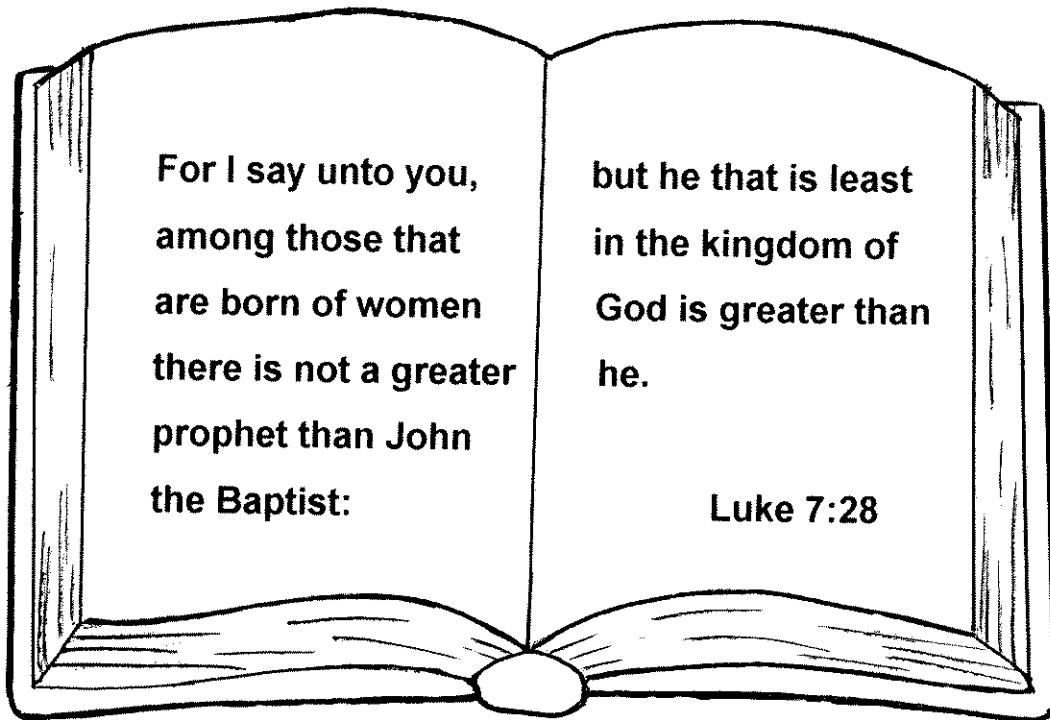 For I say unto you,
among those that
are born of women
there is not a greater
prophet than John
the Baptist:
but he that is least
in the kingdom of
God is greater than
he.
Luke 7:28